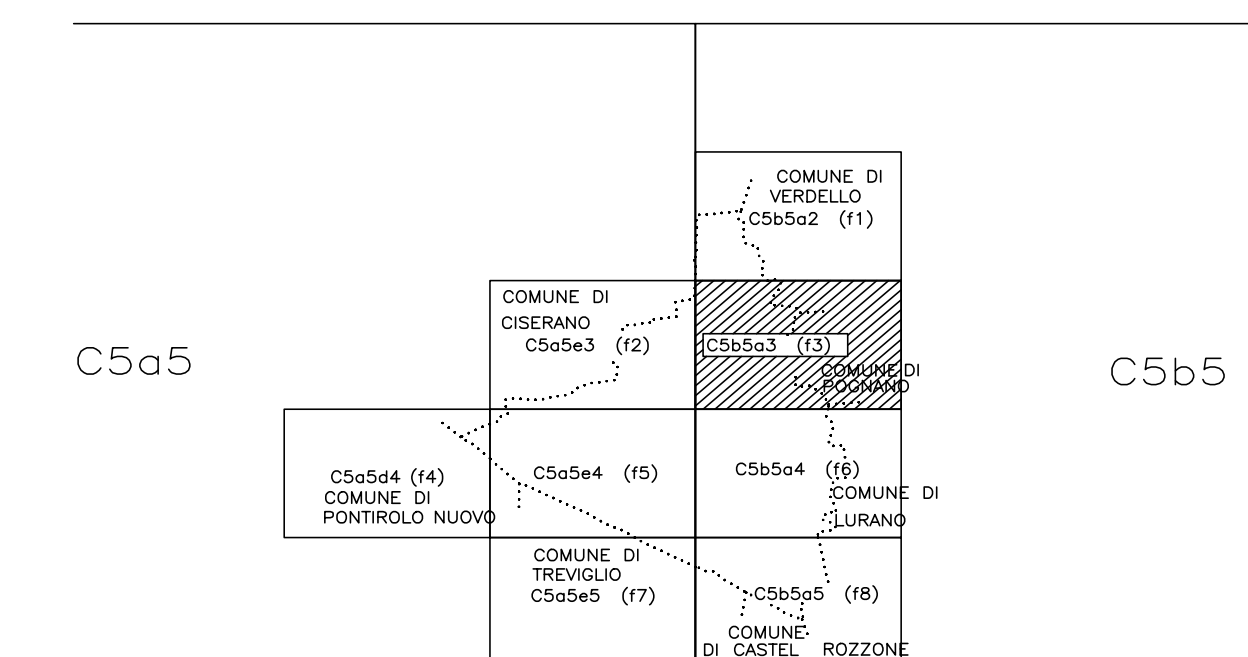 COMUNE DI
VERDELLO
C5b5a2 (f1)
COMUNE DI
CISERANO
C5a5e3 (f2)
C5b5a3 (f3)
COMUNE DI
POGNANO
C5a5
C5b5
C5a5d4 (f4)
COMUNE DI
PONTIROLO NUOVO
C5a5e4 (f5)
C5b5a4 (f6)
COMUNE DI
LURANO
COMUNE DI
TREVIGLIO
C5a5e5 (f7)
C5b5a5 (f8)
COMUNE
DI CASTEL ROZZONE